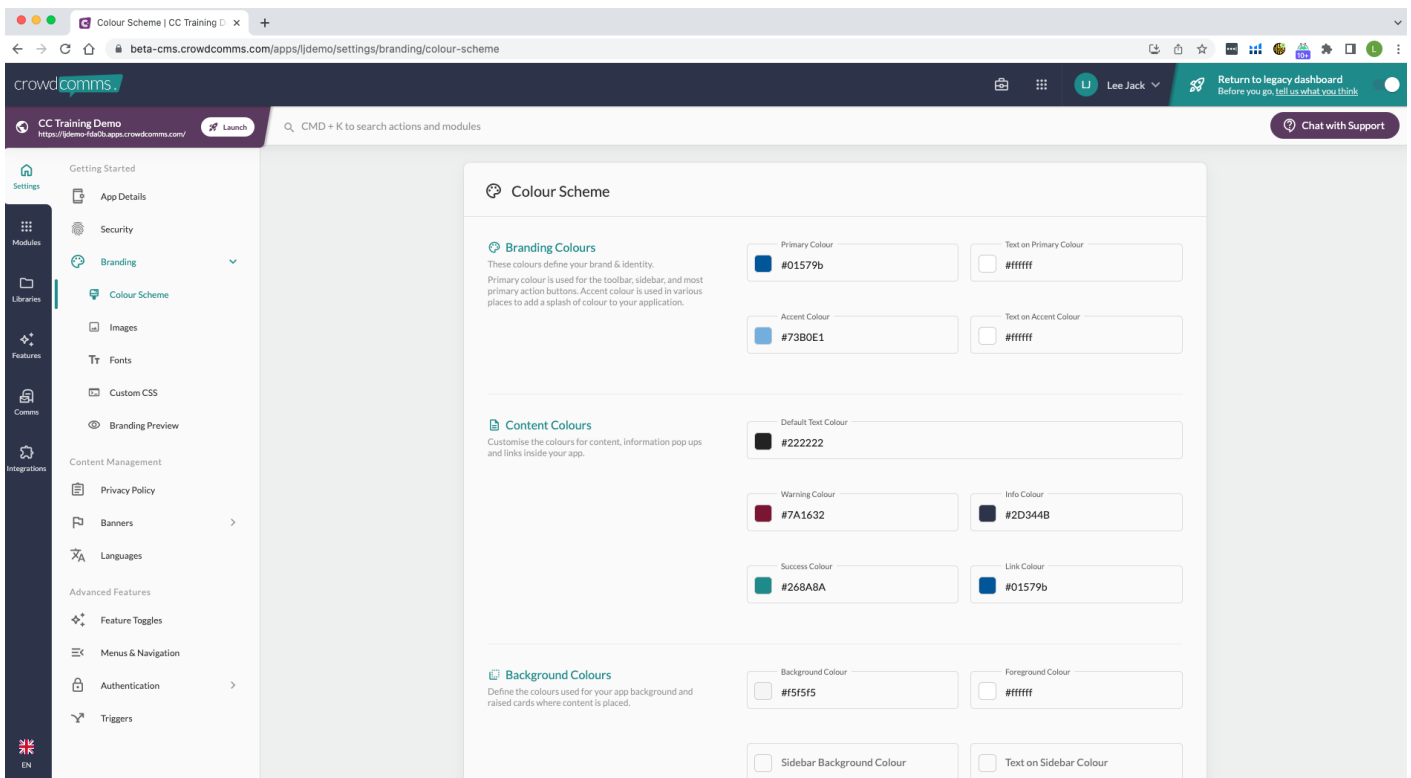 Colour Scheme | CC Training D
beta-cms.crowdcomms.com/apps/ljdemo/settings/branding/colour-scheme
10+
L
crowdcomms.
LJ
Lee Jack
Return to legacy dashboard
Before you go, tell us what you think
CC Training Demo
https://ljdemo-fda0b.apps.crowdcomms.com/
Launch
CMD + K to search actions and modules
Chat with Support
Settings
Modules
Libraries
Features
Comms
Integrations
EN
Getting Started
App Details
Security
Branding
Colour Scheme
Images
Fonts
Custom CSS
Branding Preview
Content Management
Privacy Policy
Banners
Languages
Advanced Features
Feature Toggles
Menus & Navigation
Authentication
Triggers
Colour Scheme
Branding Colours
These colours define your brand & identity.
Primary colour is used for the toolbar, sidebar, and most
primary action buttons. Accent colour is used in various
places to add a splash of colour to your application.
Primary Colour
#01579b
Text on Primary Colour
#ffffff
Accent Colour
#73B0E1
Text on Accent Colour
#ffffff
Content Colours
Customise the colours for content, information pop ups
and links inside your app.
Default Text Colour
#222222
Warning Colour
#7A1632
Info Colour
#2D344B
Success Colour
#268A8A
Link Colour
#01579b
Background Colours
Define the colours used for your app background and
raised cards where content is placed.
Background Colour
#f5f5f5
Foreground Colour
#ffffff
Sidebar Background Colour
Text on Sidebar Colour